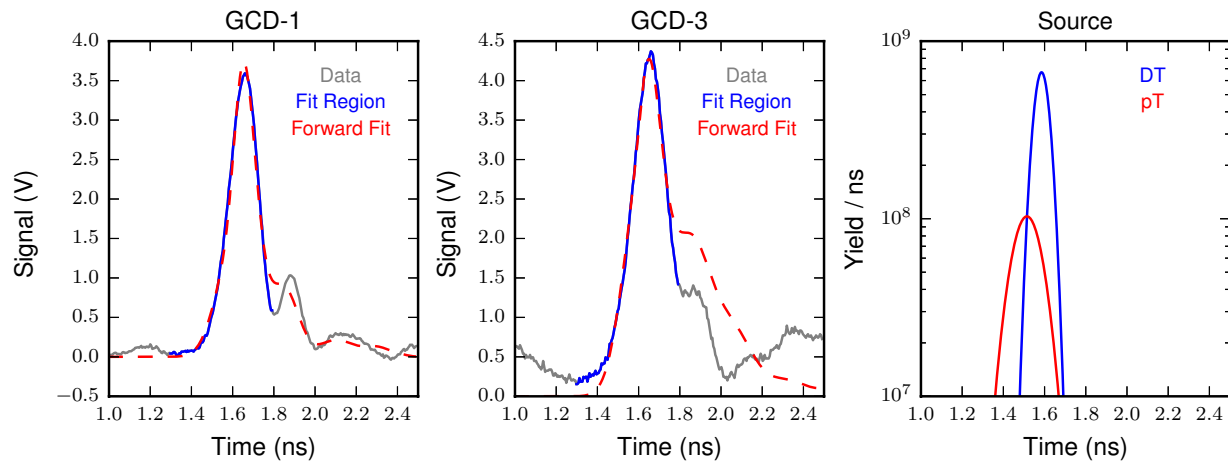 GCD-1
GCD-3
Source
4.0
3.5
3.0
2.5
2.0
1.5
1.0
0.5
0.0
−0.5
Signal (V)
Data
Fit Region
Forward Fit
1.0 1.2 1.4 1.6 1.8 2.0 2.2 2.4
Time (ns)
4.5
4.0
3.5
3.0
2.5
2.0
1.5
1.0
0.5
0.0
Signal (V)
Data
Fit Region
Forward Fit
1.0 1.2 1.4 1.6 1.8 2.0 2.2 2.4
Time (ns)
10⁹
10⁸
10⁷
Yield / ns
DT
pT
1.0 1.2 1.4 1.6 1.8 2.0 2.2 2.4
Time (ns)